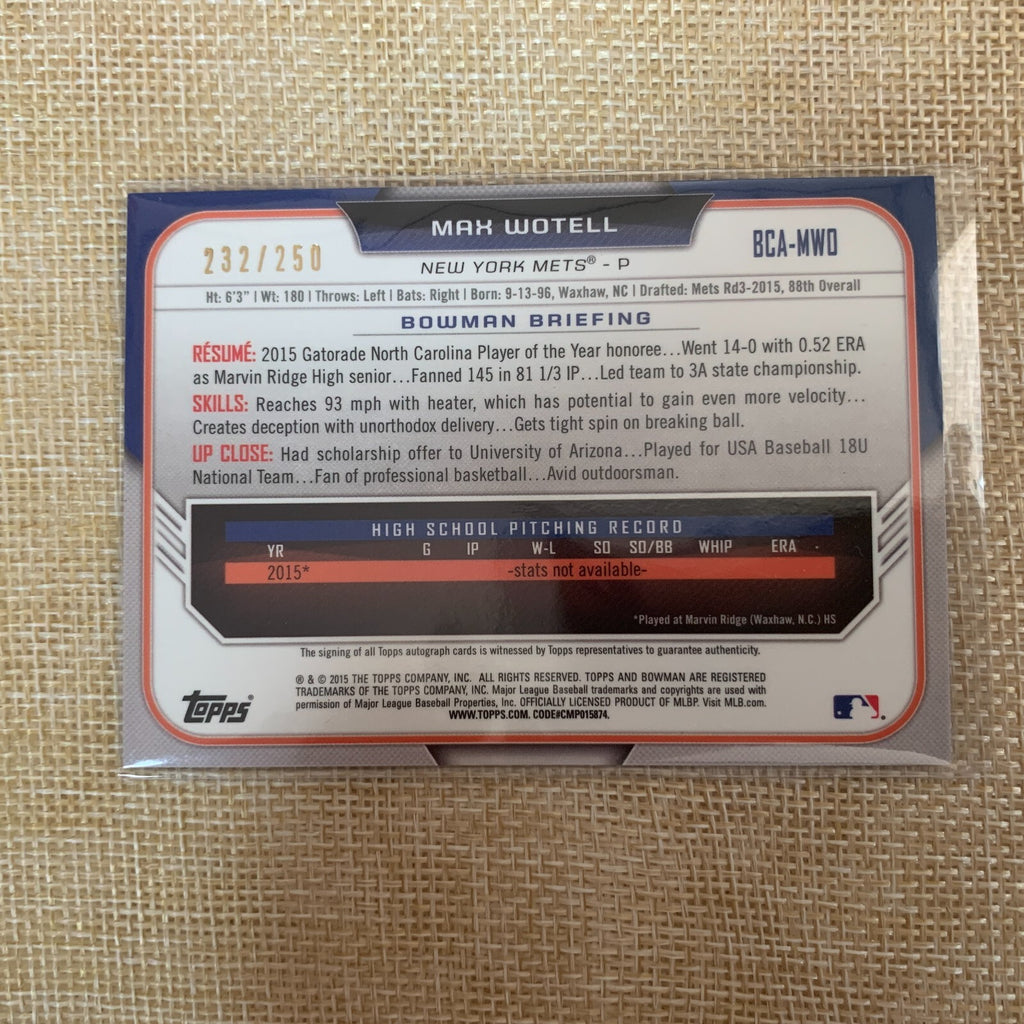 MAX WOTELL
232/250
BCA-MWO
NEW YORK METS® - P
Ht: 6'3" | Wt: 180 | Throws: Left | Bats: Right | Born: 9-13-96, Waxhaw, NC | Drafted: Mets Rd3-2015, 88th Overall
BOWMAN BRIEFING
RÉSUMÉ: 2015 Gatorade North Carolina Player of the Year honoree...Went 14-0 with 0.52 ERA
as Marvin Ridge High senior...Fanned 145 in 81 1/3 IP...Led team to 3A state championship.
SKILLS: Reaches 93 mph with heater, which has potential to gain even more velocity...
Creates deception with unorthodox delivery...Gets tight spin on breaking ball.
UP CLOSE: Had scholarship offer to University of Arizona...Played for USA Baseball 18U
National Team...Fan of professional basketball...Avid outdoorsman.
HIGH SCHOOL PITCHING RECORD
YR G IP W-L SO SO/BB WHIP ERA
2015* -stats not available-
*Played at Marvin Ridge (Waxhaw, N.C.) HS
The signing of all Topps autograph cards is witnessed by Topps representatives to guarantee authenticity.
® & © 2015 THE TOPPS COMPANY, INC. ALL RIGHTS RESERVED. TOPPS AND BOWMAN ARE REGISTERED
TRADEMARKS OF THE TOPPS COMPANY, INC. Major League Baseball trademarks and copyrights are used with
permission of Major League Baseball Properties, Inc. OFFICIALLY LICENSED PRODUCT OF MLBP. Visit MLB.com.
WWW.TOPPS.COM. CODE#CMP015874.
Topps®